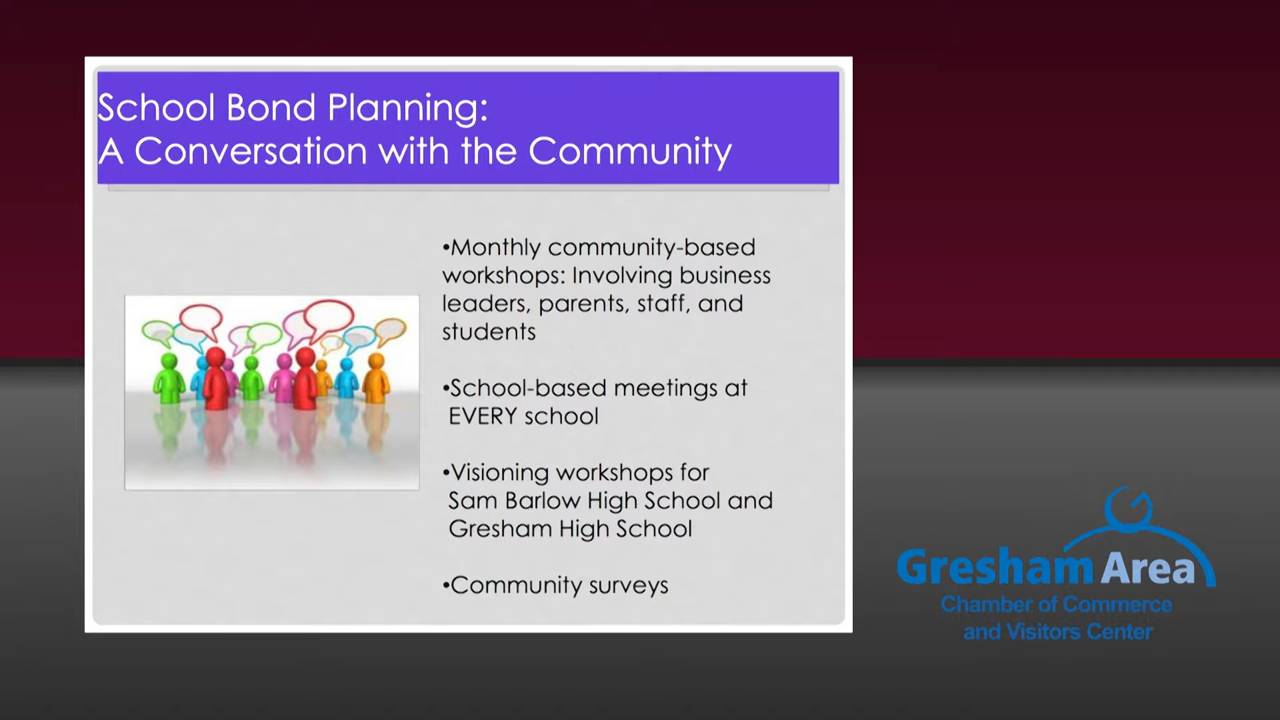 School Bond Planning:
A Conversation with the Community
•Monthly community-based
workshops: Involving business
leaders, parents, staff, and
students
•School-based meetings at
EVERY school
•Visioning workshops for
Sam Barlow High School and
Gresham High School
•Community surveys
Gresham Area
Chamber of Commerce
and Visitors Center